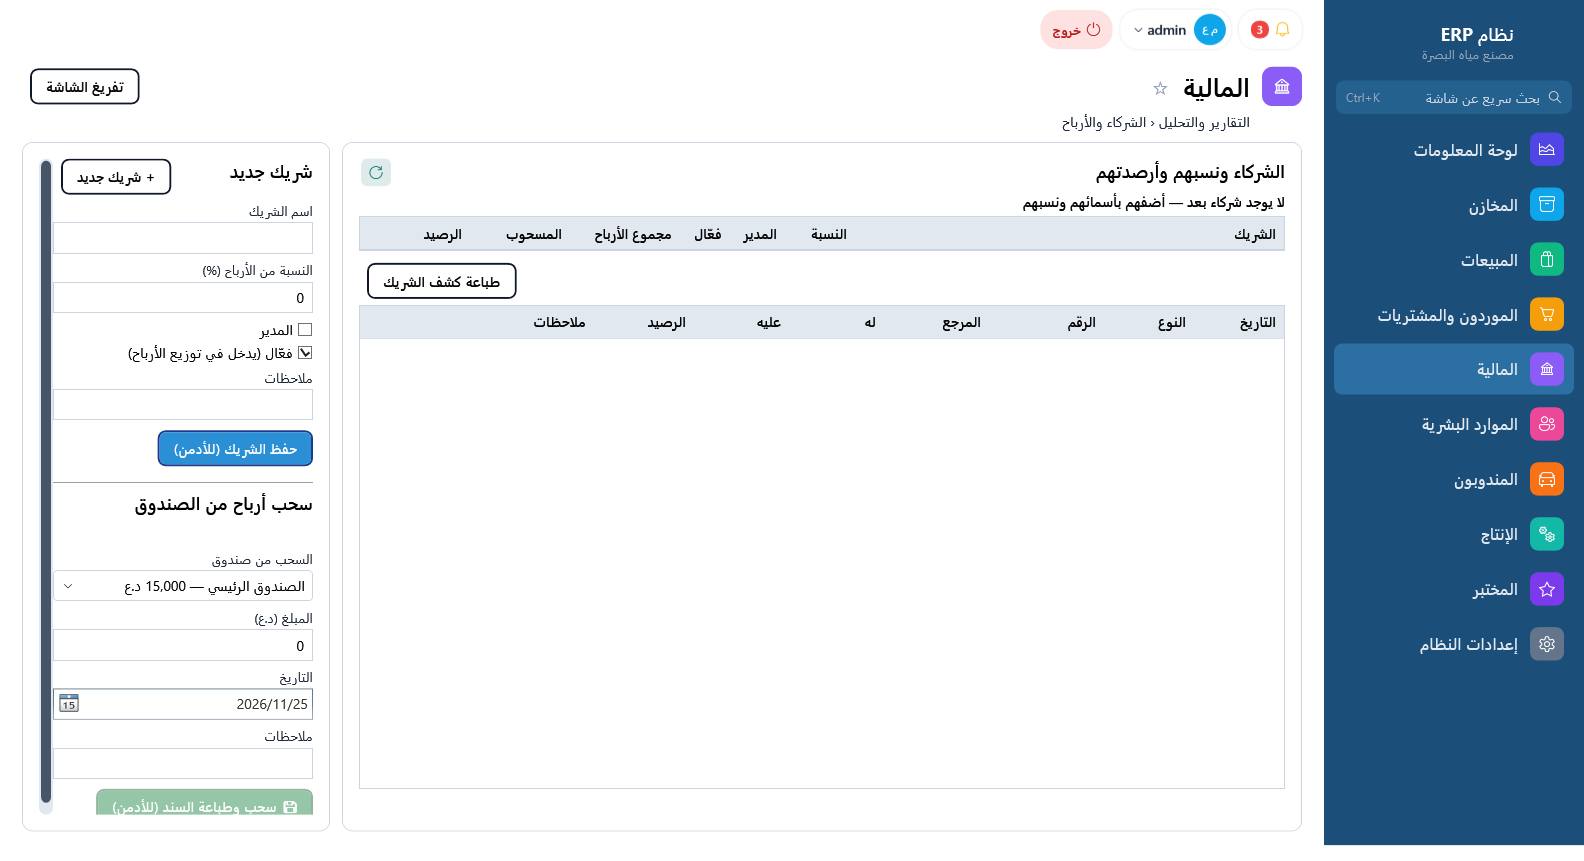 نظام ERP
مصنع مياه البصرة
بحث سريع عن شاشة Ctrl+K
لوحة المعلومات
المخازن
المبيعات
الموردون والمشتريات
المالية
الموارد البشرية
المندوبون
الإنتاج
المختبر
إعدادات النظام
3
م ع admin
خروج
المالية
التقارير والتحليل › الشركاء والأرباح
تفريغ الشاشة
الشركاء ونسبهم وأرصدتهم
لا يوجد شركاء بعد — أضفهم بأسمائهم ونسبهم
الشريك النسبة المدير فعّال مجموع الأرباح المسحوب الرصيد
طباعة كشف الشريك
التاريخ النوع الرقم المرجع له عليه الرصيد ملاحظات
شريك جديد
+ شريك جديد
اسم الشريك
النسبة من الأرباح (%)
0
المدير
فعّال (يدخل في توزيع الأرباح)
ملاحظات
حفظ الشريك (للأدمن)
سحب أرباح من الصندوق
السحب من صندوق
الصندوق الرئيسي — 15,000 د.ع
المبلغ (د.ع)
0
التاريخ
2026/11/25
15
ملاحظات
سحب وطباعة السند (للأدمن)